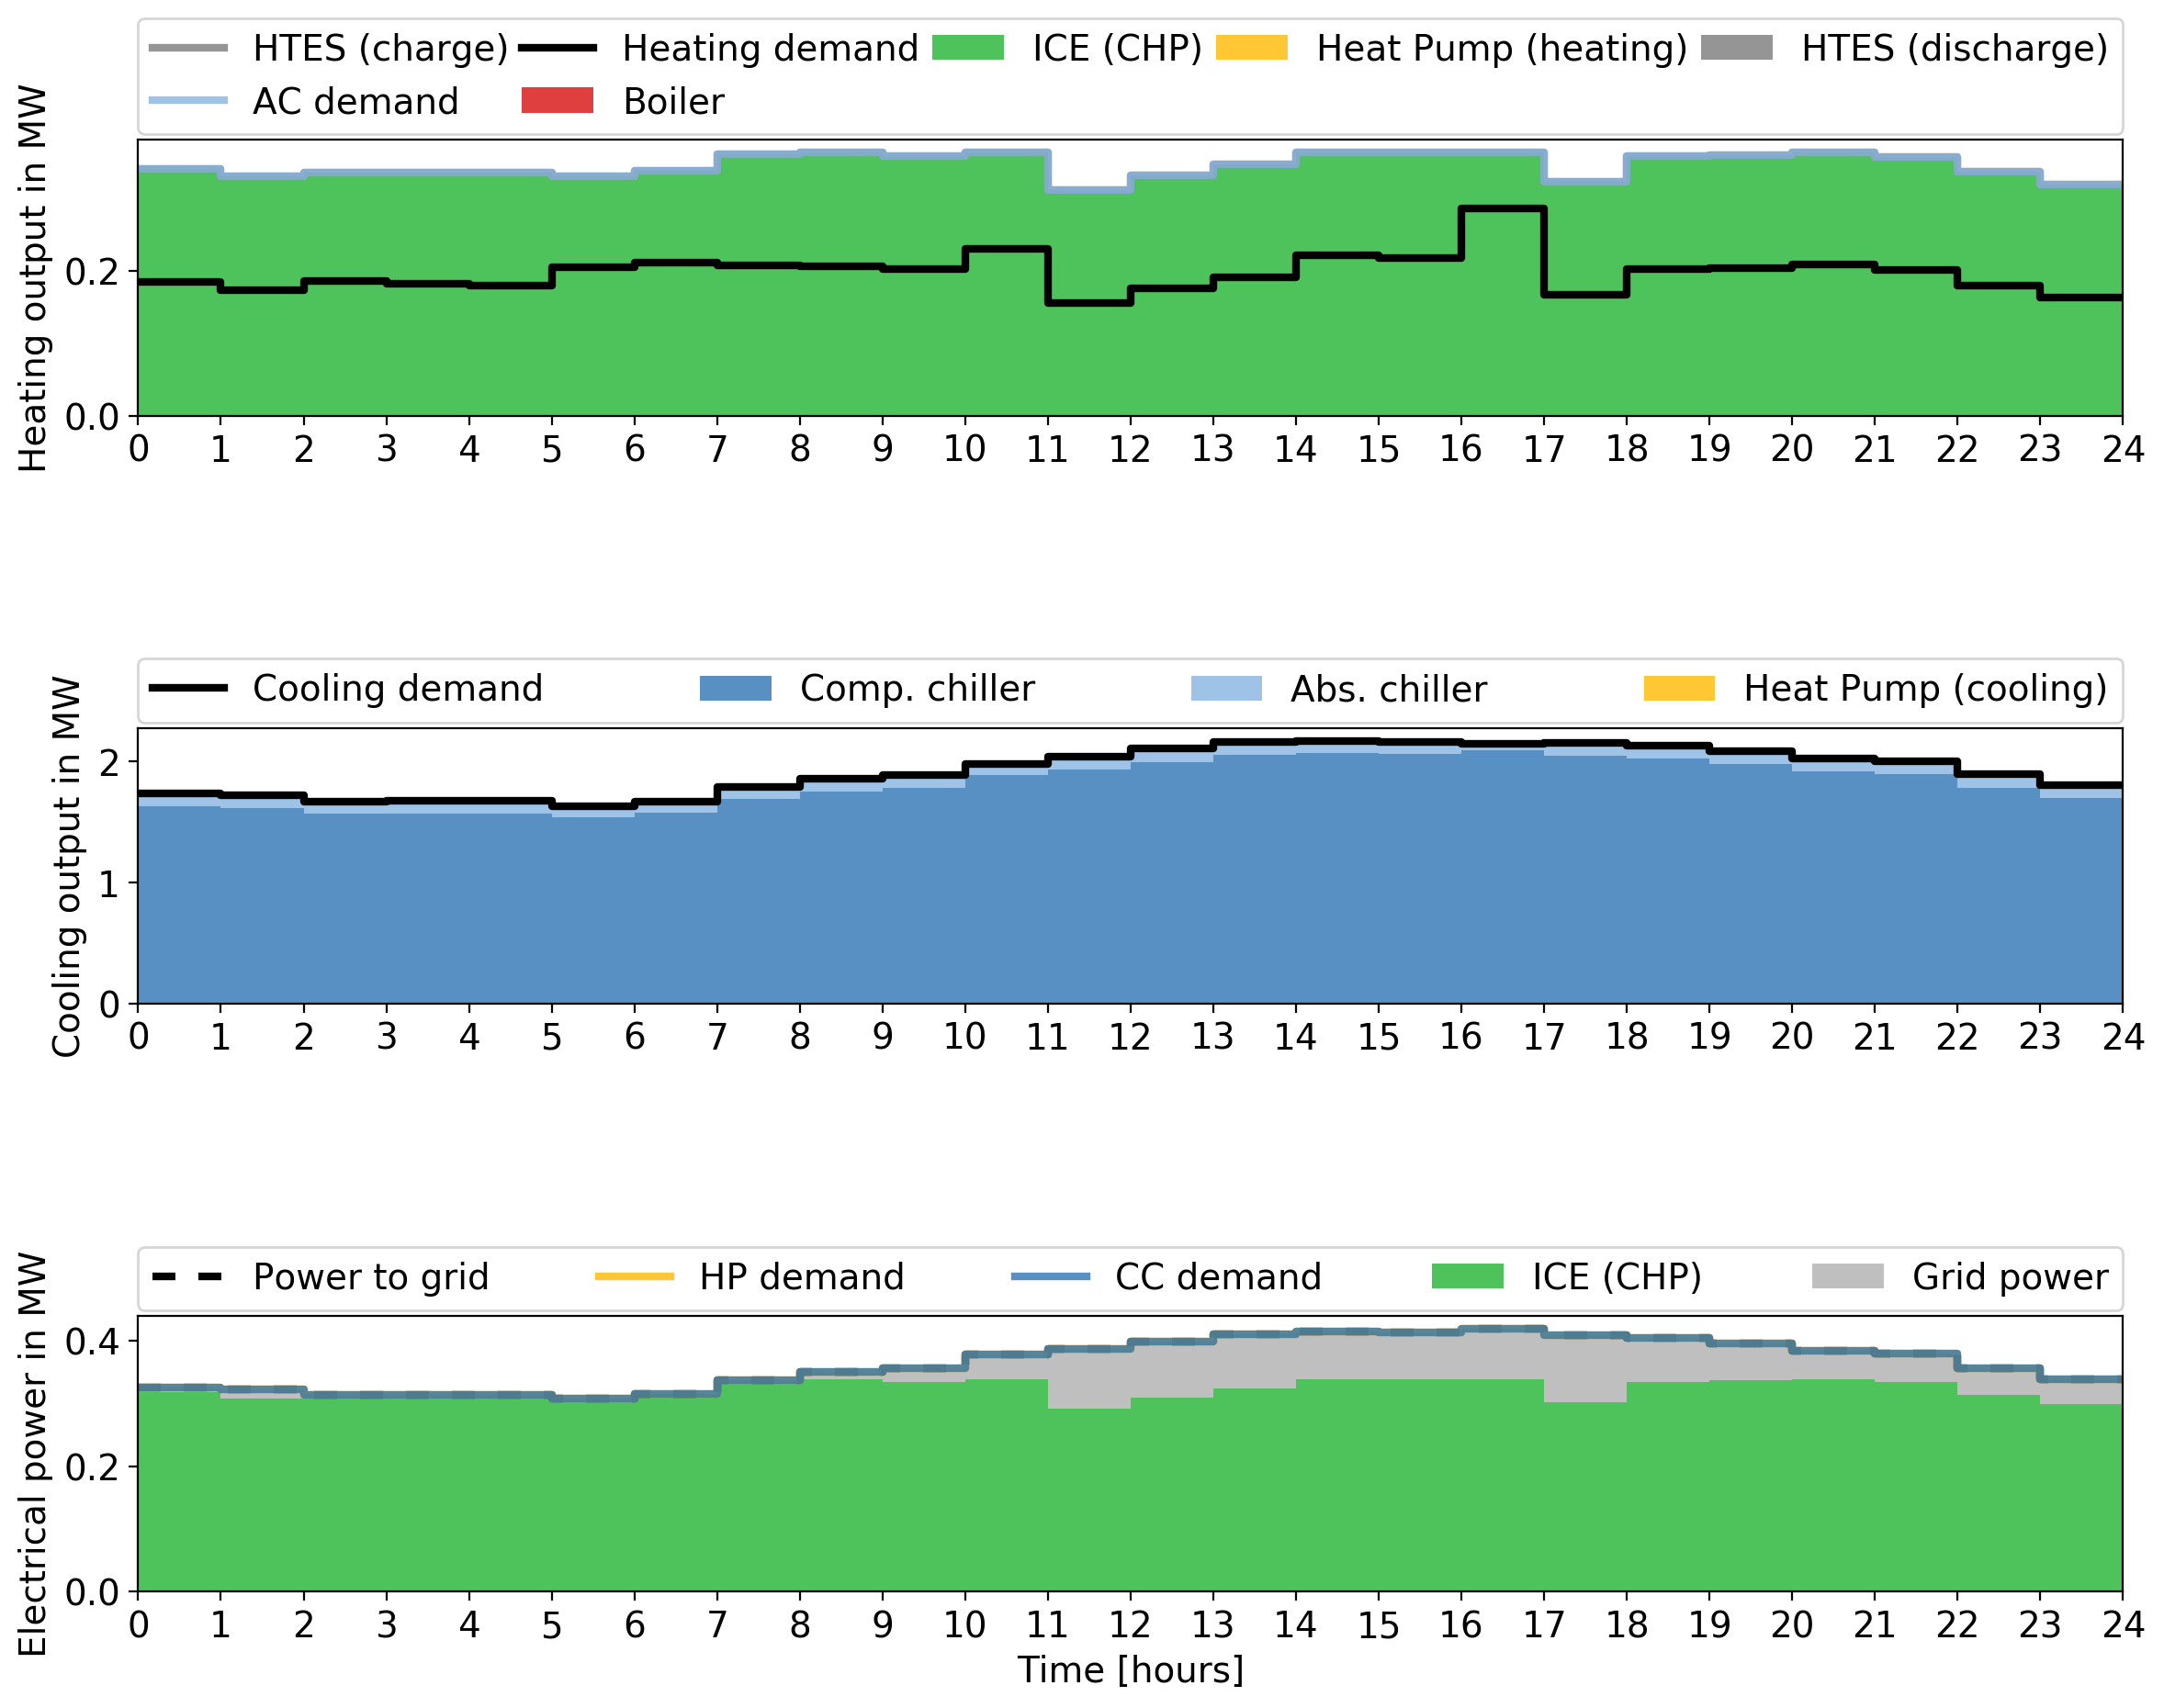 HTES (charge) Heating demand ICE (CHP) Heat Pump (heating) HTES (discharge)
AC demand Boiler
Heating output in MW
0.2
0.0
0 1 2 3 4 5 6 7 8 9 10 11 12 13 14 15 16 17 18 19 20 21 22 23 24
Cooling demand Comp. chiller Abs. chiller Heat Pump (cooling)
Cooling output in MW
2
1
0
0 1 2 3 4 5 6 7 8 9 10 11 12 13 14 15 16 17 18 19 20 21 22 23 24
Power to grid HP demand CC demand ICE (CHP) Grid power
Electrical power in MW
0.4
0.2
0.0
0 1 2 3 4 5 6 7 8 9 10 11 12 13 14 15 16 17 18 19 20 21 22 23 24
Time [hours]